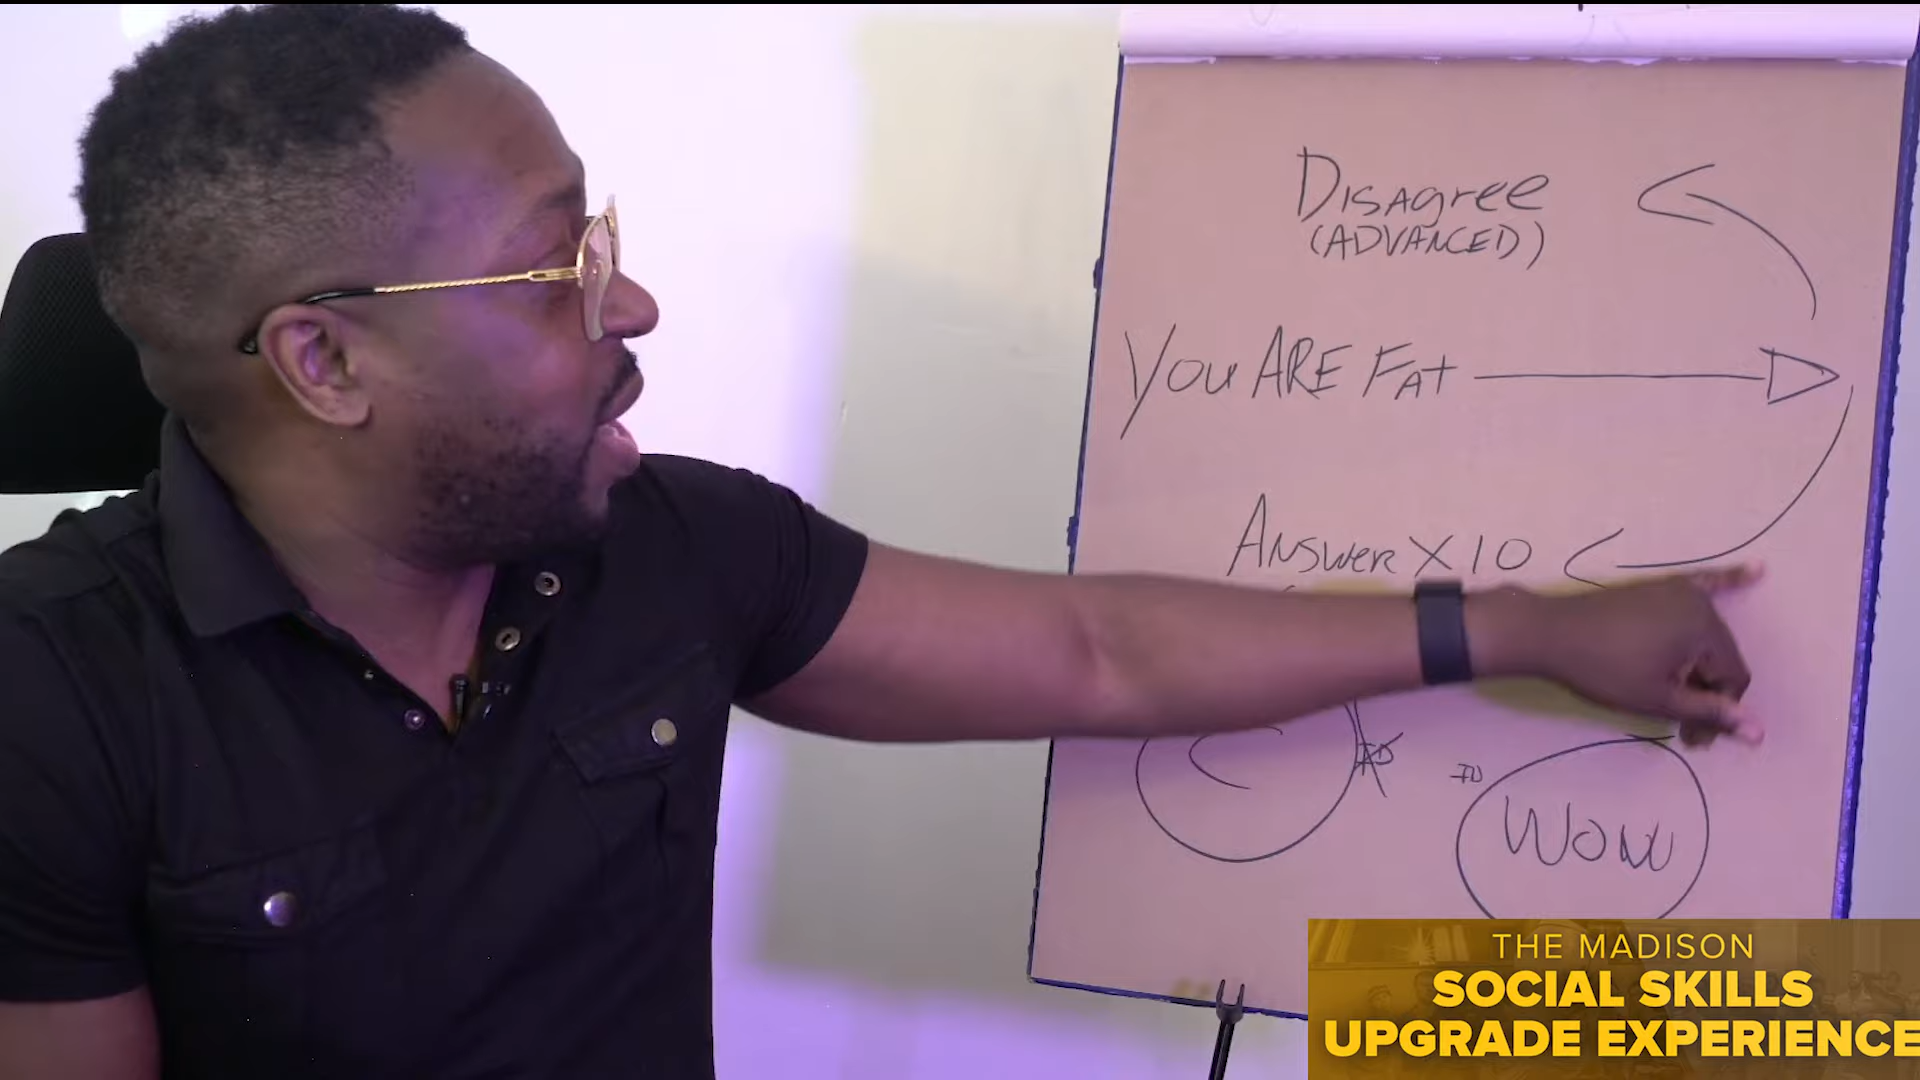 Disagree
(ADVANCED)
You ARE Fat
Answer X 10
C
WOW
THE MADISON
SOCIAL SKILLS
UPGRADE EXPERIENCE